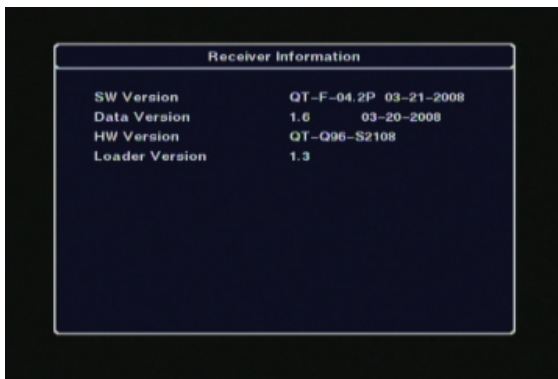 Receiver Information
SW Version QT-F-04.2P 03-21-2008
Data Version 1.6 03-20-2008
HW Version QT-Q96-S2108
Loader Version 1.3